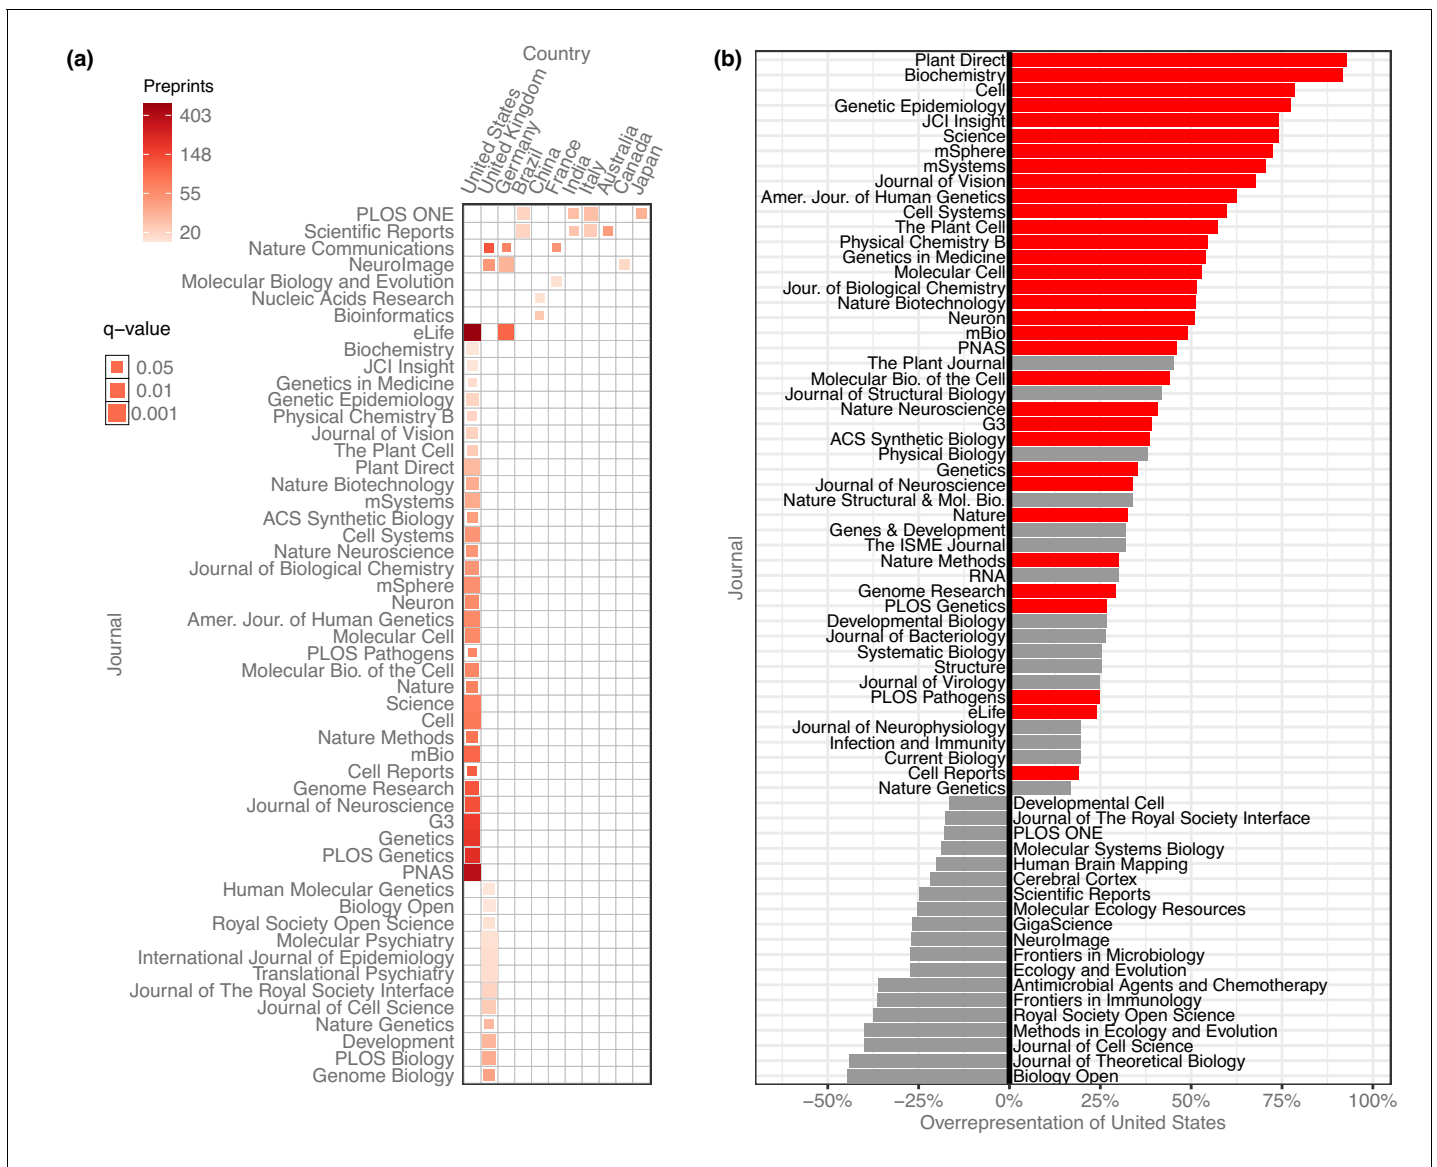 (a)
Country
Preprints
403
148
55
20
q-value
0.05
0.01
0.001
United States
United Kingdom
Germany
Brazil
China
France
India
Italy
Australia
Canada
Japan
Journal
PLOS ONE
Scientific Reports
Nature Communications
NeuroImage
Molecular Biology and Evolution
Nucleic Acids Research
Bioinformatics
eLife
Biochemistry
JCI Insight
Genetics in Medicine
Genetic Epidemiology
Physical Chemistry B
Journal of Vision
The Plant Cell
Plant Direct
Nature Biotechnology
mSystems
ACS Synthetic Biology
Cell Systems
Nature Neuroscience
Journal of Biological Chemistry
mSphere
Neuron
Amer. Jour. of Human Genetics
Molecular Cell
PLOS Pathogens
Molecular Bio. of the Cell
Nature
Science
Cell
Nature Methods
mBio
Cell Reports
Genome Research
Journal of Neuroscience
G3
Genetics
PLOS Genetics
PNAS
Human Molecular Genetics
Biology Open
Royal Society Open Science
Molecular Psychiatry
International Journal of Epidemiology
Translational Psychiatry
Journal of The Royal Society Interface
Journal of Cell Science
Nature Genetics
Development
PLOS Biology
Genome Biology
(b)
Journal
Plant Direct
Biochemistry
Cell
Genetic Epidemiology
JCI Insight
Science
mSphere
mSystems
Journal of Vision
Amer. Jour. of Human Genetics
Cell Systems
The Plant Cell
Physical Chemistry B
Genetics in Medicine
Molecular Cell
Jour. of Biological Chemistry
Nature Biotechnology
Neuron
mBio
PNAS
The Plant Journal
Molecular Bio. of the Cell
Journal of Structural Biology
Nature Neuroscience
G3
ACS Synthetic Biology
Physical Biology
Genetics
Journal of Neuroscience
Nature Structural & Mol. Bio.
Nature
Genes & Development
The ISME Journal
Nature Methods
RNA
Genome Research
PLOS Genetics
Developmental Biology
Journal of Bacteriology
Systematic Biology
Structure
Journal of Virology
PLOS Pathogens
eLife
Journal of Neurophysiology
Infection and Immunity
Current Biology
Cell Reports
Nature Genetics
Developmental Cell
Journal of The Royal Society Interface
PLOS ONE
Molecular Systems Biology
Human Brain Mapping
Cerebral Cortex
Scientific Reports
Molecular Ecology Resources
GigaScience
NeuroImage
Frontiers in Microbiology
Ecology and Evolution
Antimicrobial Agents and Chemotherapy
Frontiers in Immunology
Royal Society Open Science
Methods in Ecology and Evolution
Journal of Cell Science
Journal of Theoretical Biology
Biology Open
−50% −25% 0% 25% 50% 75% 100%
Overrepresentation of United States